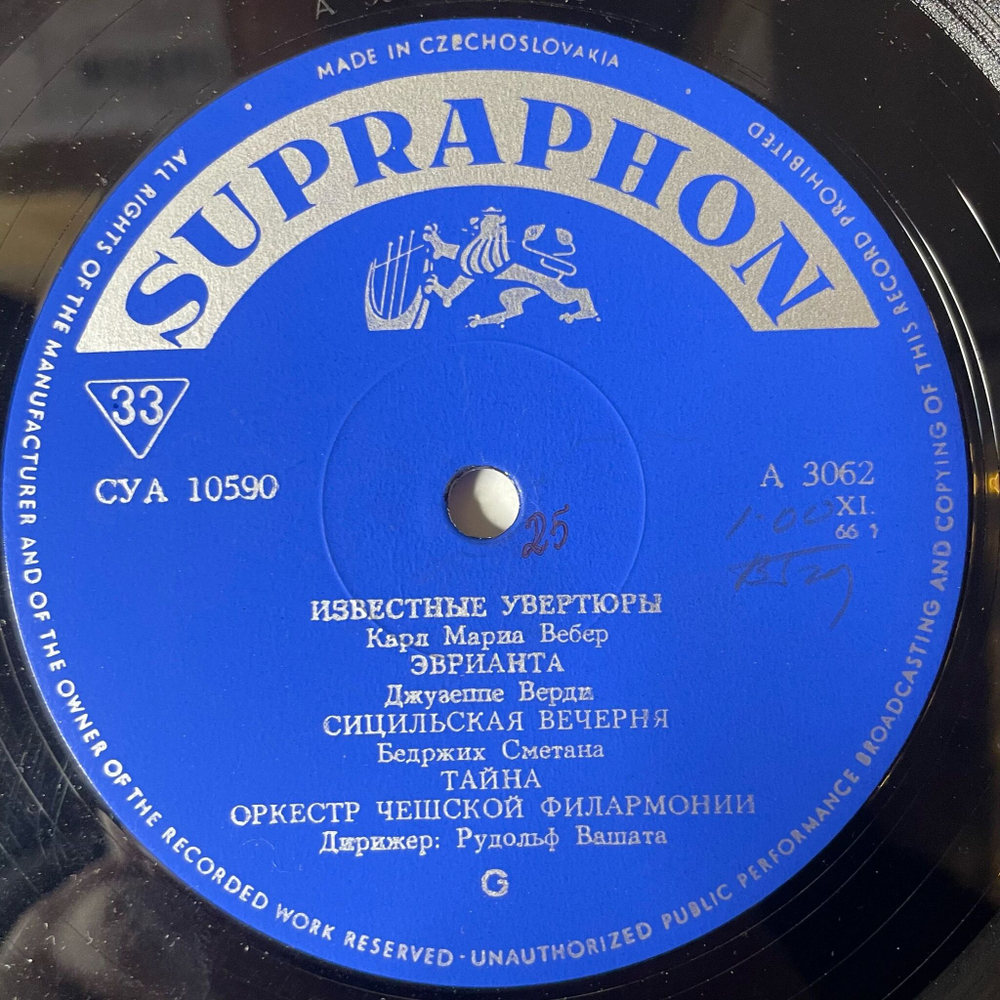 MADE IN CZECHOSLOVAKIA
SUPRAPHON
33
СУА 10590
А 3062
XI.
66 1
25
ИЗВЕСТНЫЕ УВЕРТЮРЫ
Карл Мариа Вебер
ЭВРИАНТА
Джузеппе Верди
СИЦИЛЬСКАЯ ВЕЧЕРНЯ
Бедржих Сметана
ТАЙНА
ОРКЕСТР ЧЕШСКОЙ ФИЛАРМОНИИ
Дирижер: Рудольф Вашата
G
ALL RIGHTS OF THE MANUFACTURER AND OF THE OWNER OF THE RECORDED WORK RESERVED · UNAUTHORIZED PUBLIC PERFORMANCE BROADCASTING AND COPYING OF THIS RECORD PROHIBITED